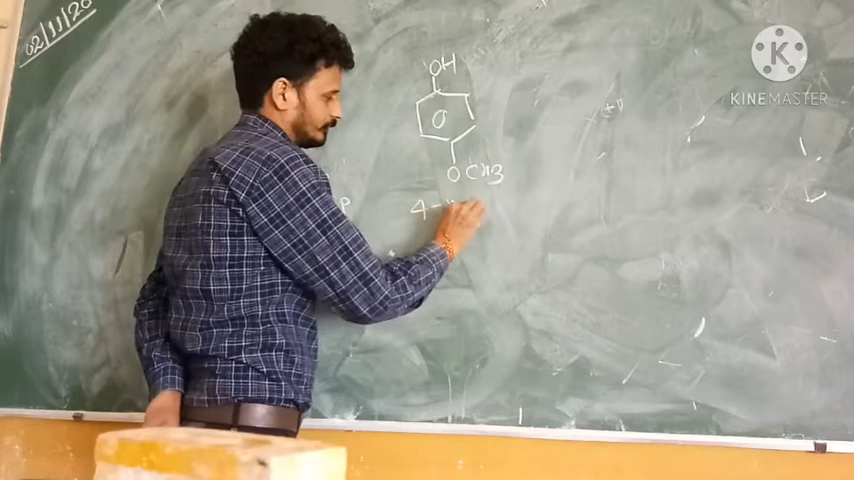 02/11/20
OH
OCH3
4-
P
K
KINEMASTER